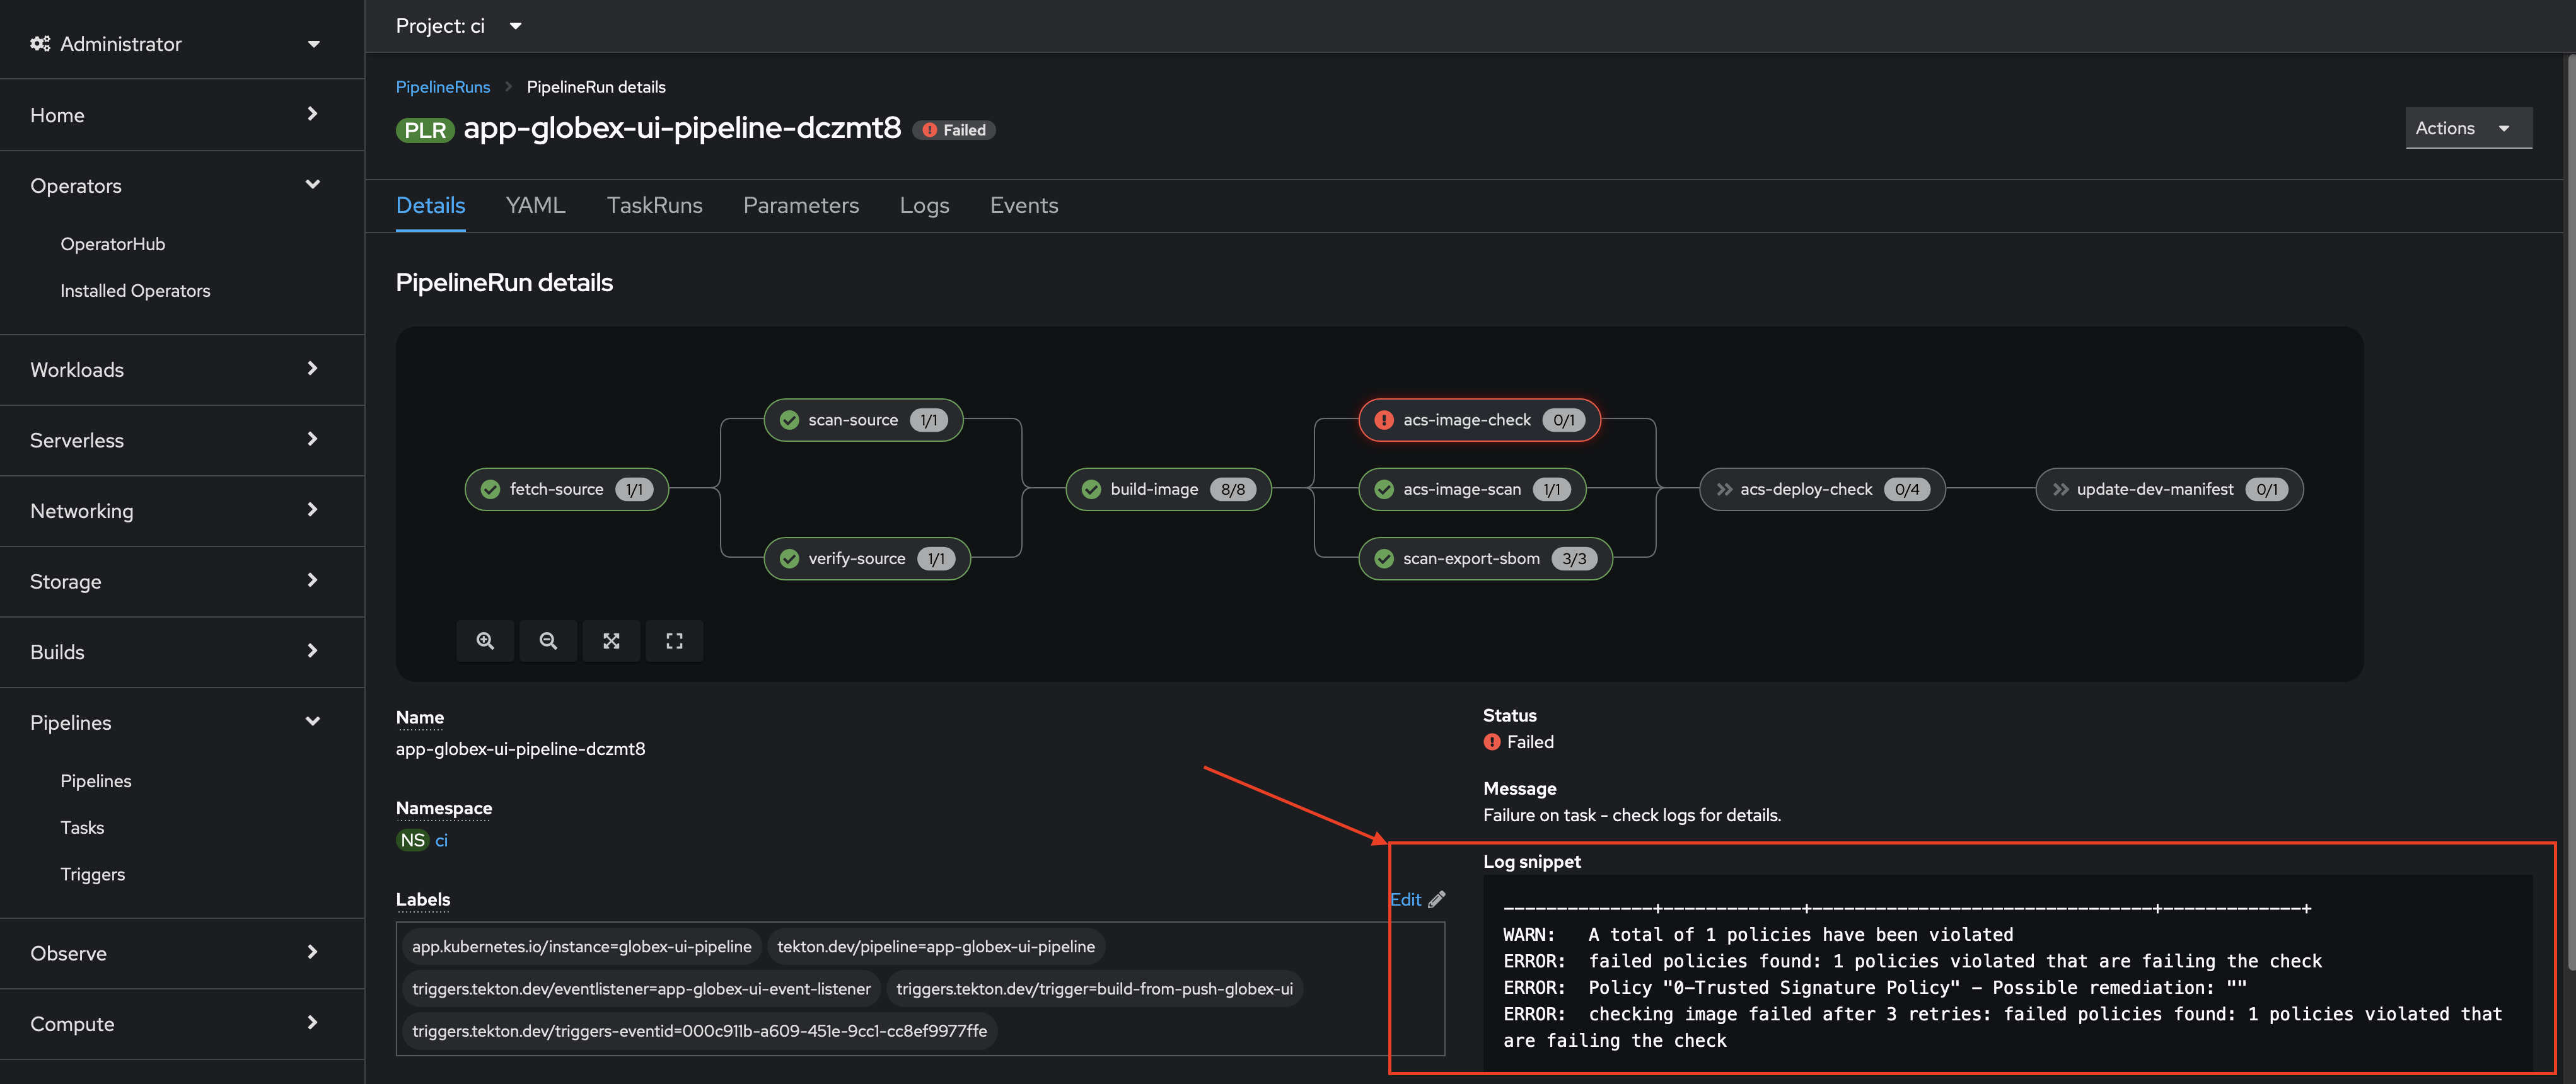 Administrator
Home
Operators
OperatorHub
Installed Operators
Workloads
Serverless
Networking
Storage
Builds
Pipelines
Pipelines
Tasks
Triggers
Observe
Compute
Project: ci
PipelineRuns > PipelineRun details
PLR app-globex-ui-pipeline-dczmt8 Failed
Actions
Details YAML TaskRuns Parameters Logs Events
PipelineRun details
fetch-source 1/1
scan-source 1/1
verify-source 1/1
build-image 8/8
acs-image-check 0/1
acs-image-scan 1/1
scan-export-sbom 3/3
acs-deploy-check 0/4
update-dev-manifest 0/1
Name
app-globex-ui-pipeline-dczmt8
Namespace
NS ci
Labels
Edit
app.kubernetes.io/instance=globex-ui-pipeline tekton.dev/pipeline=app-globex-ui-pipeline
triggers.tekton.dev/eventlistener=app-globex-ui-event-listener triggers.tekton.dev/trigger=build-from-push-globex-ui
triggers.tekton.dev/triggers-eventid=000c911b-a609-451e-9cc1-cc8ef9977ffe
Status
Failed
Message
Failure on task - check logs for details.
Log snippet
--------------+-------------+--------------------------------+-------------+
WARN: A total of 1 policies have been violated
ERROR: failed policies found: 1 policies violated that are failing the check
ERROR: Policy "0-Trusted Signature Policy" - Possible remediation: ""
ERROR: checking image failed after 3 retries: failed policies found: 1 policies violated that
are failing the check